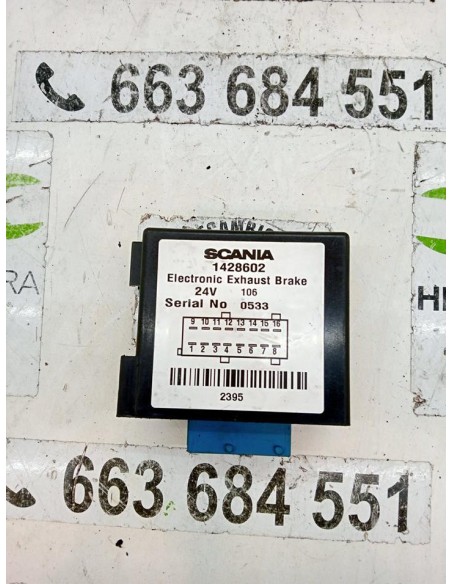 663 684 551
SCANIA
1428602
Electronic Exhaust Brake
24V 106
Serial No 0533
9 10 11 12 13 14 15 16
1 2 3 4 5 6 7 8
2395
663 684 551